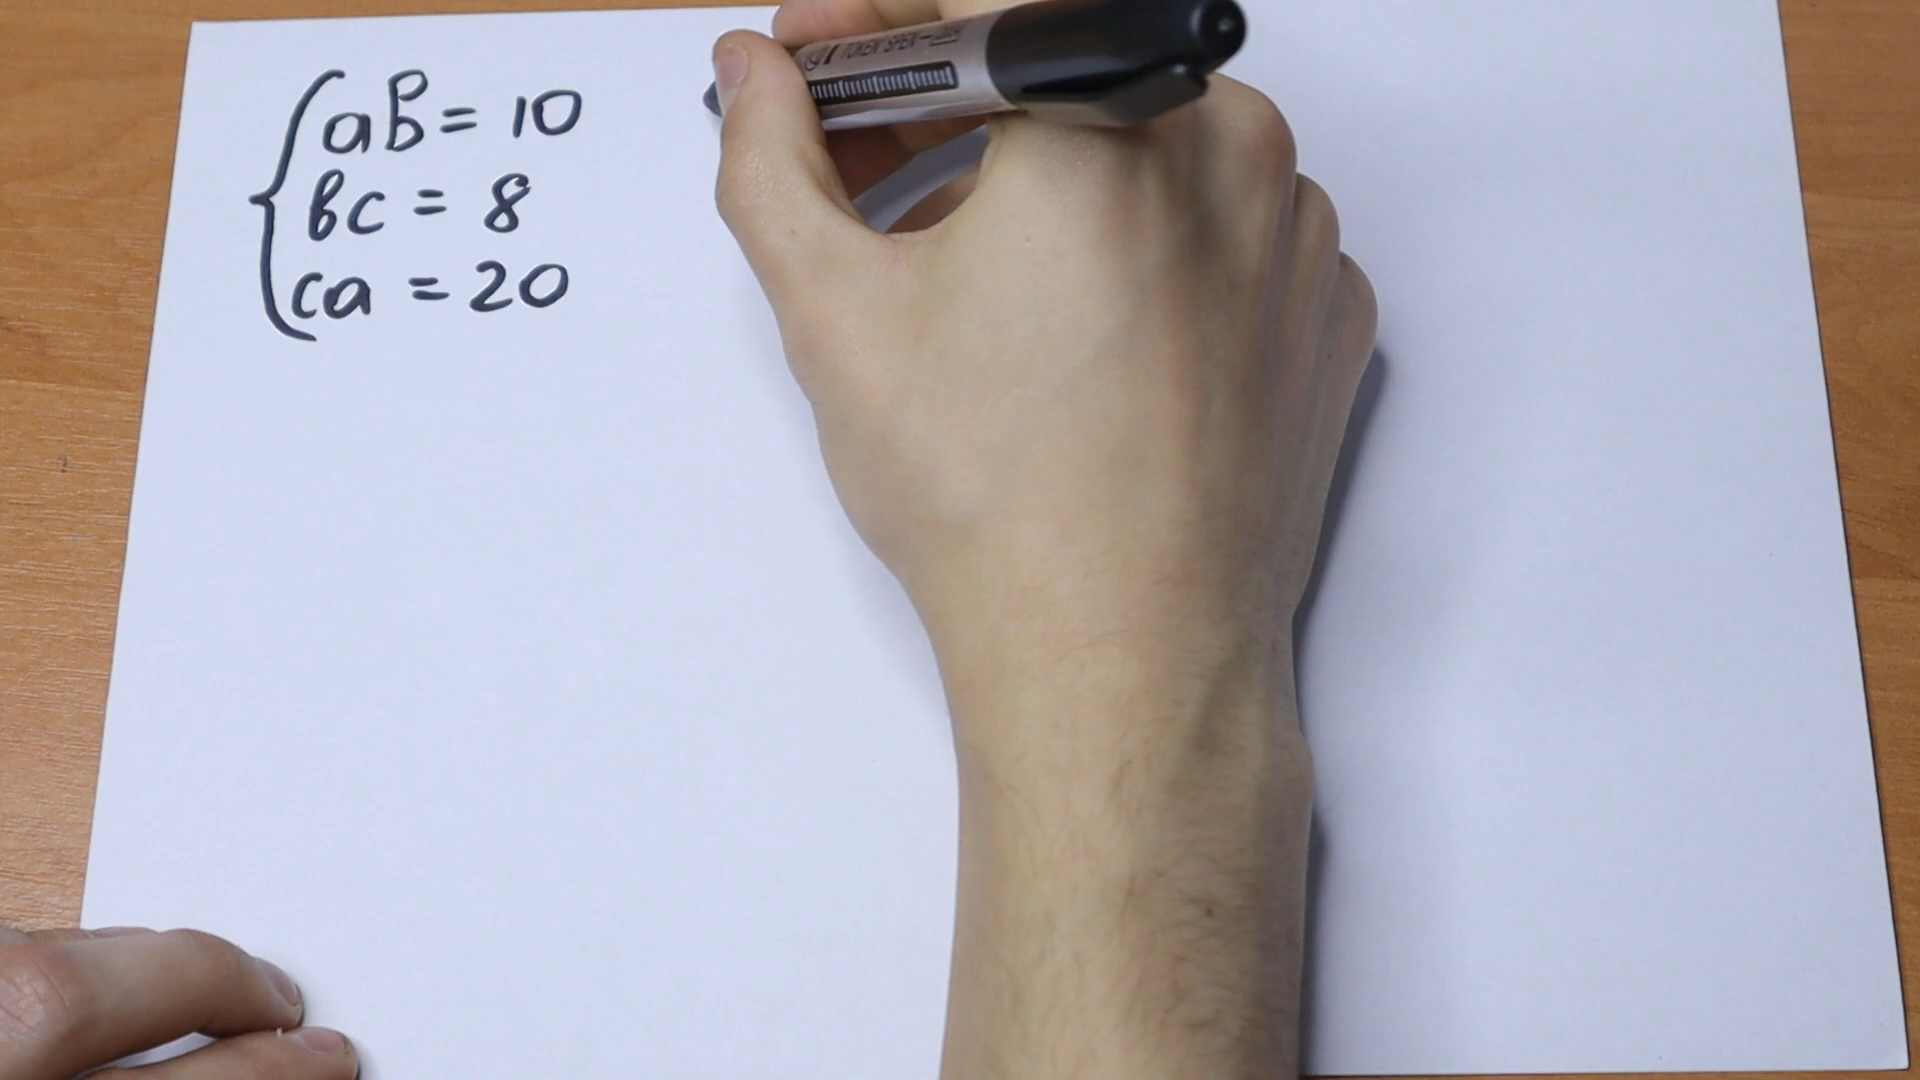 ab = 10
bc = 8
ca = 20